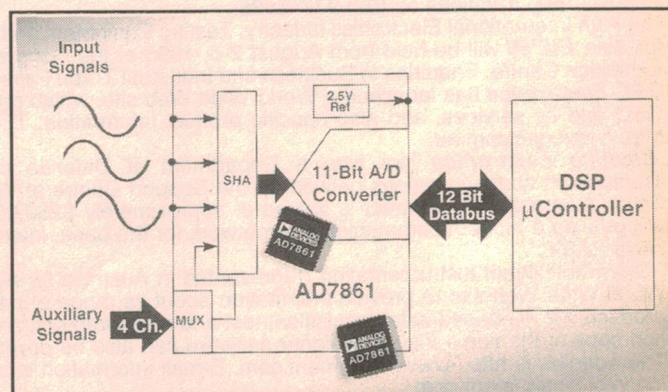 Input
Signals
2.5V
Ref
SHA
11-Bit A/D
Converter
12 Bit
Databus
DSP
µController
ANALOG
DEVICES
AD7861
AD7861
Auxiliary
Signals
4 Ch.
MUX
ANALOG
DEVICES
AD7861